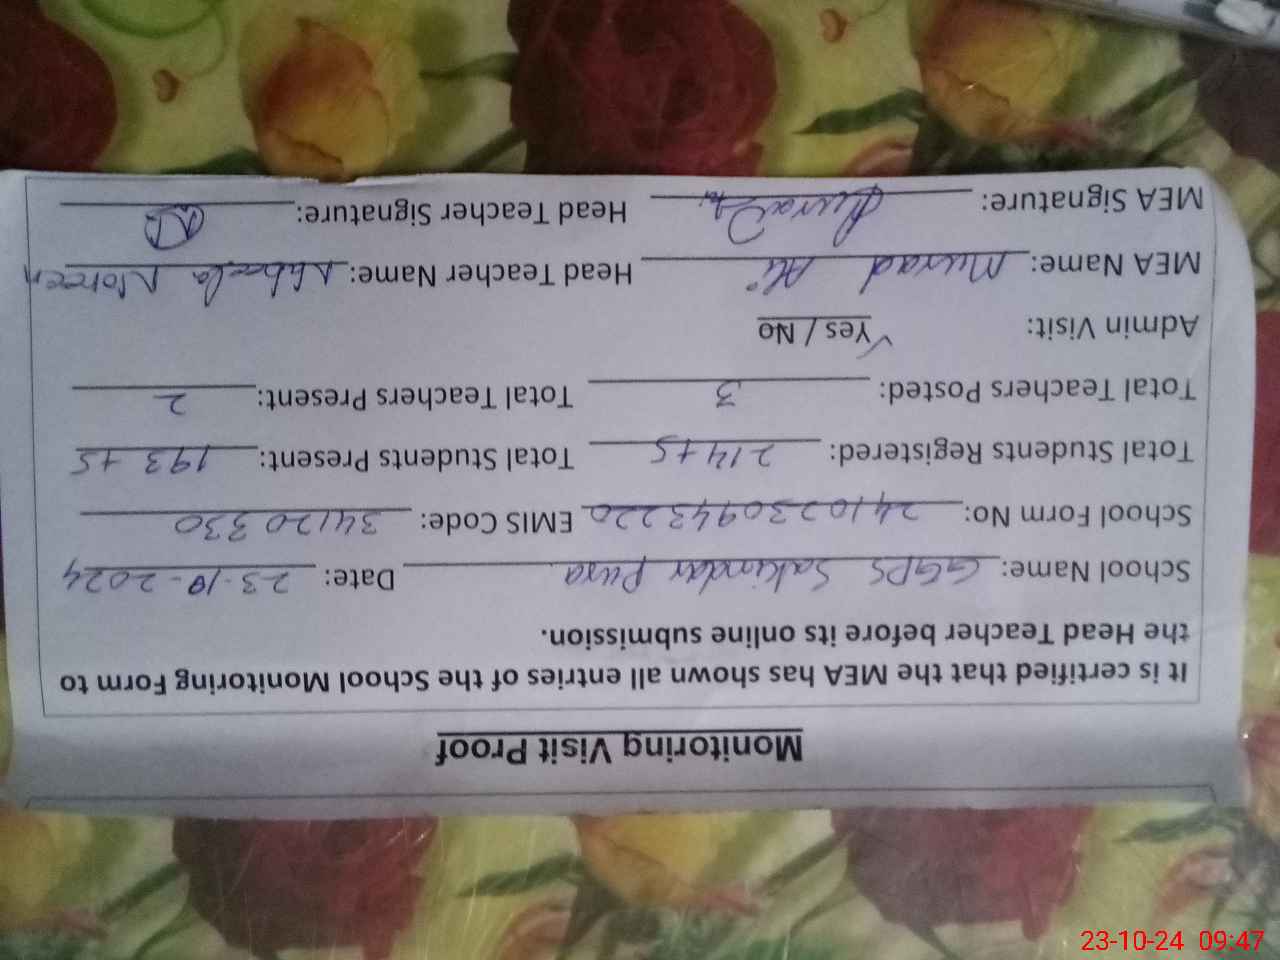 Monitoring Visit Proof
It is certified that the MEA has shown all entries of the School Monitoring Form to
the Head Teacher before its online submission.
School Name: GGPS Sakindar Pura Date: 23-10-2024
School Form No: 2410230943220 EMIS Code: 34120330
Total Students Registered: 214+5 Total Students Present: 193+5
Total Teachers Posted: 3 Total Teachers Present: 2
Admin Visit: ✓Yes / No
MEA Name: Murad Ali Head Teacher Name: Nabeela Noreen
MEA Signature: Head Teacher Signature:
23-10-24 09:47